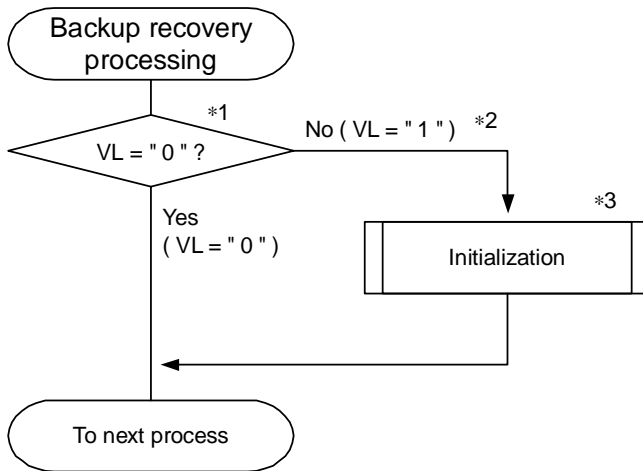 Backup recovery
processing
*1
VL = " 0 " ?
No ( VL = " 1 " )
*2
Yes
( VL = " 0 " )
*3
Initialization
To next process